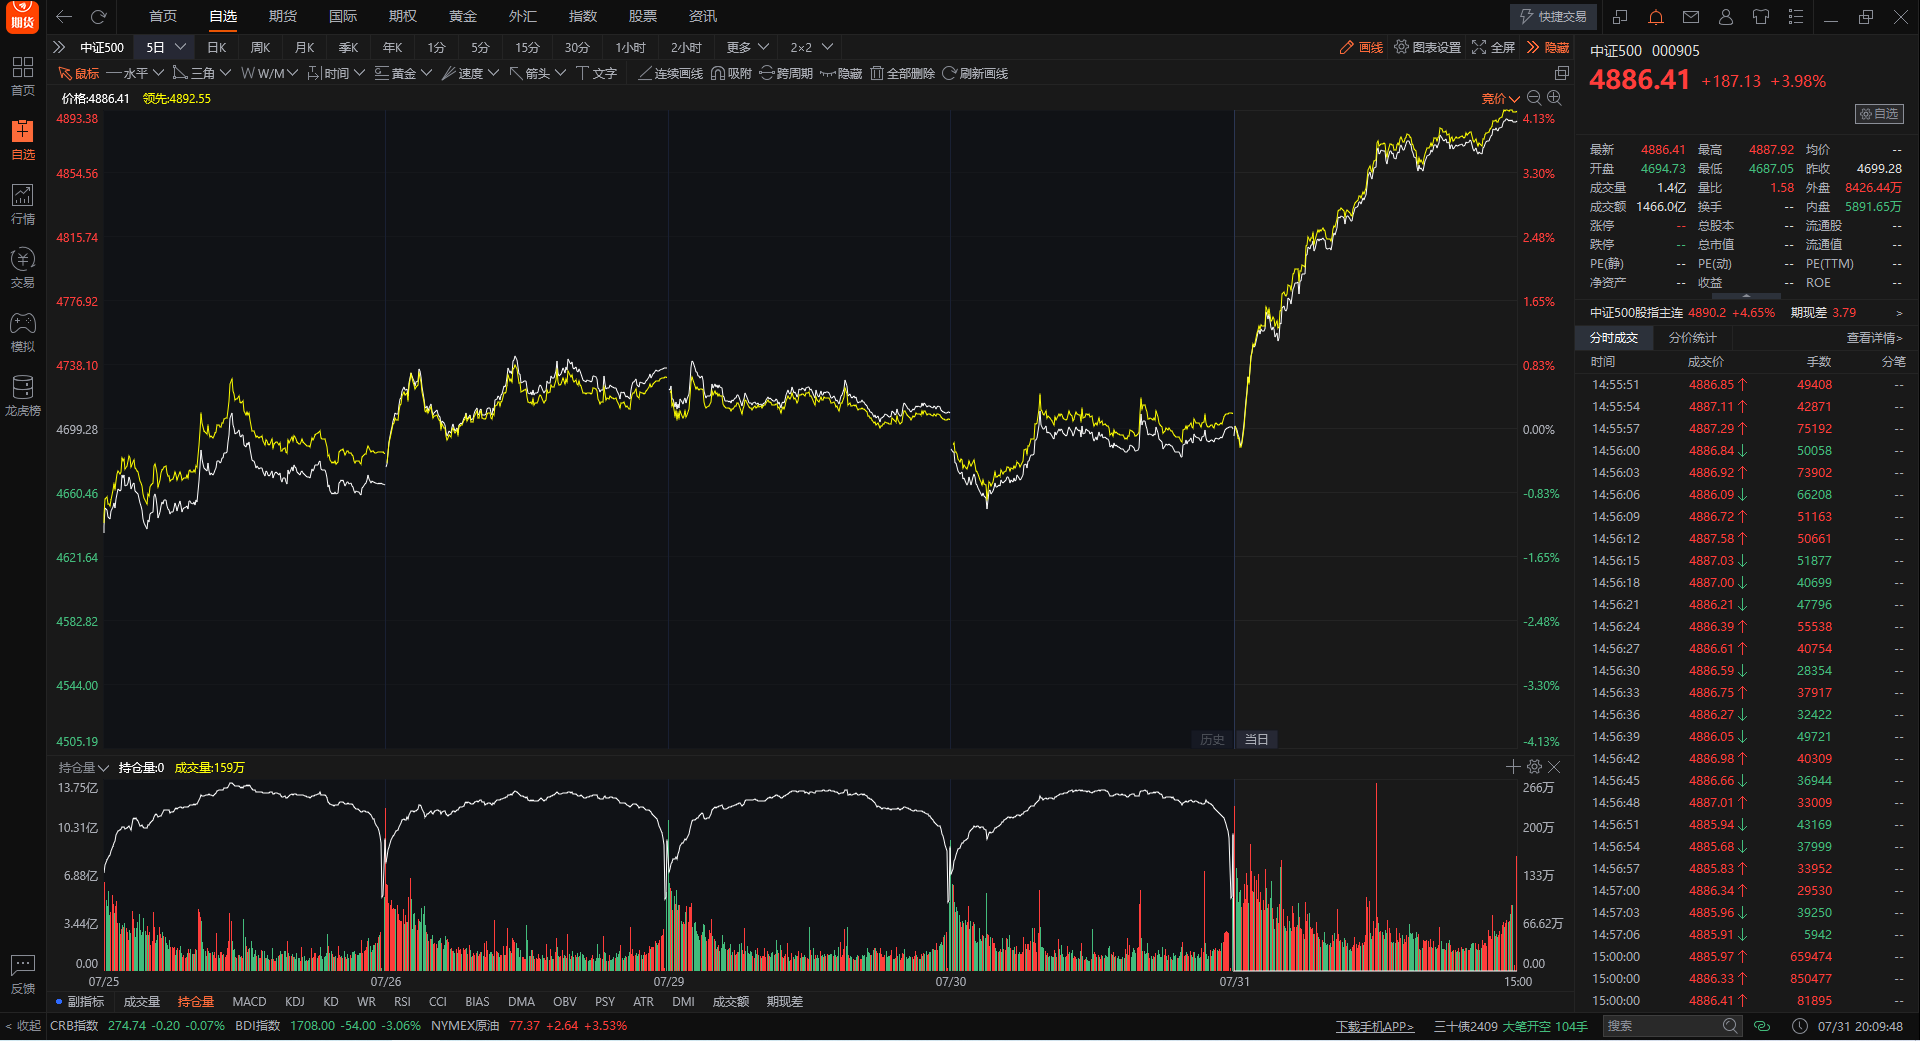 期货
首页 自选 期货 国际 期权 黄金 外汇 指数 股票 资讯
快捷交易
首页
自选
行情
交易
模拟
龙虎榜
反馈
中证500 5日 日K 周K 月K 季K 年K 1分 5分 15分 30分 1小时 2小时 更多 2×2
画线 图表设置 全屏 隐藏
鼠标 水平 三角 W/M 时间 黄金 速度 箭头 文字 连续画线 吸附 跨周期 隐藏 全部删除 刷新画线
价格:4886.41 领先:4892.55
竞价
4893.38 4.13%
4854.56 3.30%
4815.74 2.48%
4776.92 1.65%
4738.10 0.83%
4699.28 0.00%
4660.46 -0.83%
4621.64 -1.65%
4582.82 -2.48%
4544.00 -3.30%
4505.19 -4.13%
历史 当日
持仓量 持仓量:0 成交量:159万
13.75亿 266万
10.31亿 200万
6.88亿 133万
3.44亿 66.62万
0.00 0.00
07/25 07/26 07/29 07/30 07/31 15:00
副指标 成交量 持仓量 MACD KDJ KD WR RSI CCI BIAS DMA OBV PSY ATR DMI 成交额 期现差
中证500 000905
4886.41 +187.13 +3.98%
自选
最新 4886.41 最高 4887.92 均价 --
开盘 4694.73 最低 4687.05 昨收 4699.28
成交量 1.4亿 量比 1.58 外盘 8426.44万
成交额 1466.0亿 换手 -- 内盘 5891.65万
涨停 -- 总股本 -- 流通股 --
跌停 -- 总市值 -- 流通值 --
PE(静) -- PE(动) -- PE(TTM) --
净资产 -- 收益 -- ROE --
中证500股指主连 4890.2 +4.65% 期现差 3.79 >
分时成交 分价统计 查看详情>
时间 成交价 手数 分笔
14:55:51 4886.85↑ 49408 --
14:55:54 4887.11↑ 42871 --
14:55:57 4887.29↑ 75192 --
14:56:00 4886.84↓ 50058 --
14:56:03 4886.92↑ 73902 --
14:56:06 4886.09↓ 66208 --
14:56:09 4886.72↑ 51163 --
14:56:12 4887.58↑ 50661 --
14:56:15 4887.03↓ 51877 --
14:56:18 4887.00↓ 40699 --
14:56:21 4886.21↓ 47796 --
14:56:24 4886.39↑ 55538 --
14:56:27 4886.61↑ 40754 --
14:56:30 4886.59↓ 28354 --
14:56:33 4886.75↑ 37917 --
14:56:36 4886.27↓ 32422 --
14:56:39 4886.05↓ 49721 --
14:56:42 4886.98↑ 40309 --
14:56:45 4886.66↓ 36944 --
14:56:48 4887.01↑ 33009 --
14:56:51 4885.94↓ 43169 --
14:56:54 4885.68↓ 37999 --
14:56:57 4885.83↑ 33952 --
14:57:00 4886.34↑ 29530 --
14:57:03 4885.96↓ 39250 --
14:57:06 4885.91↓ 5942 --
15:00:00 4885.97↑ 659474 --
15:00:00 4886.33↑ 850477 --
15:00:00 4886.41↑ 81895 --
< 收起 CRB指数 274.74 -0.20 -0.07% BDI指数 1708.00 -54.00 -3.06% NYMEX原油 77.37 +2.64 +3.53%
下载手机APP> 三十债2409 大笔开空 104手 搜索 07/31 20:09:48